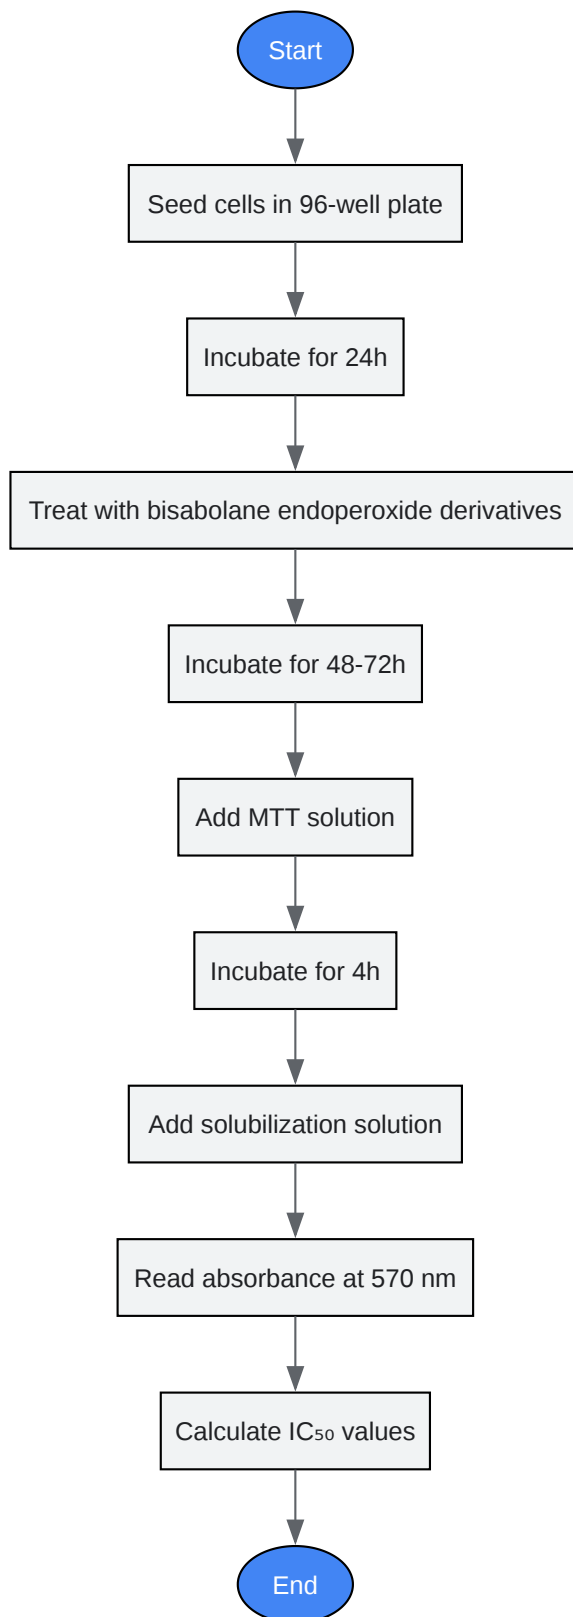 Start
Seed cells in 96-well plate
Incubate for 24h
Treat with bisabolane endoperoxide derivatives
Incubate for 48-72h
Add MTT solution
Incubate for 4h
Add solubilization solution
Read absorbance at 570 nm
Calculate IC₅₀ values
End